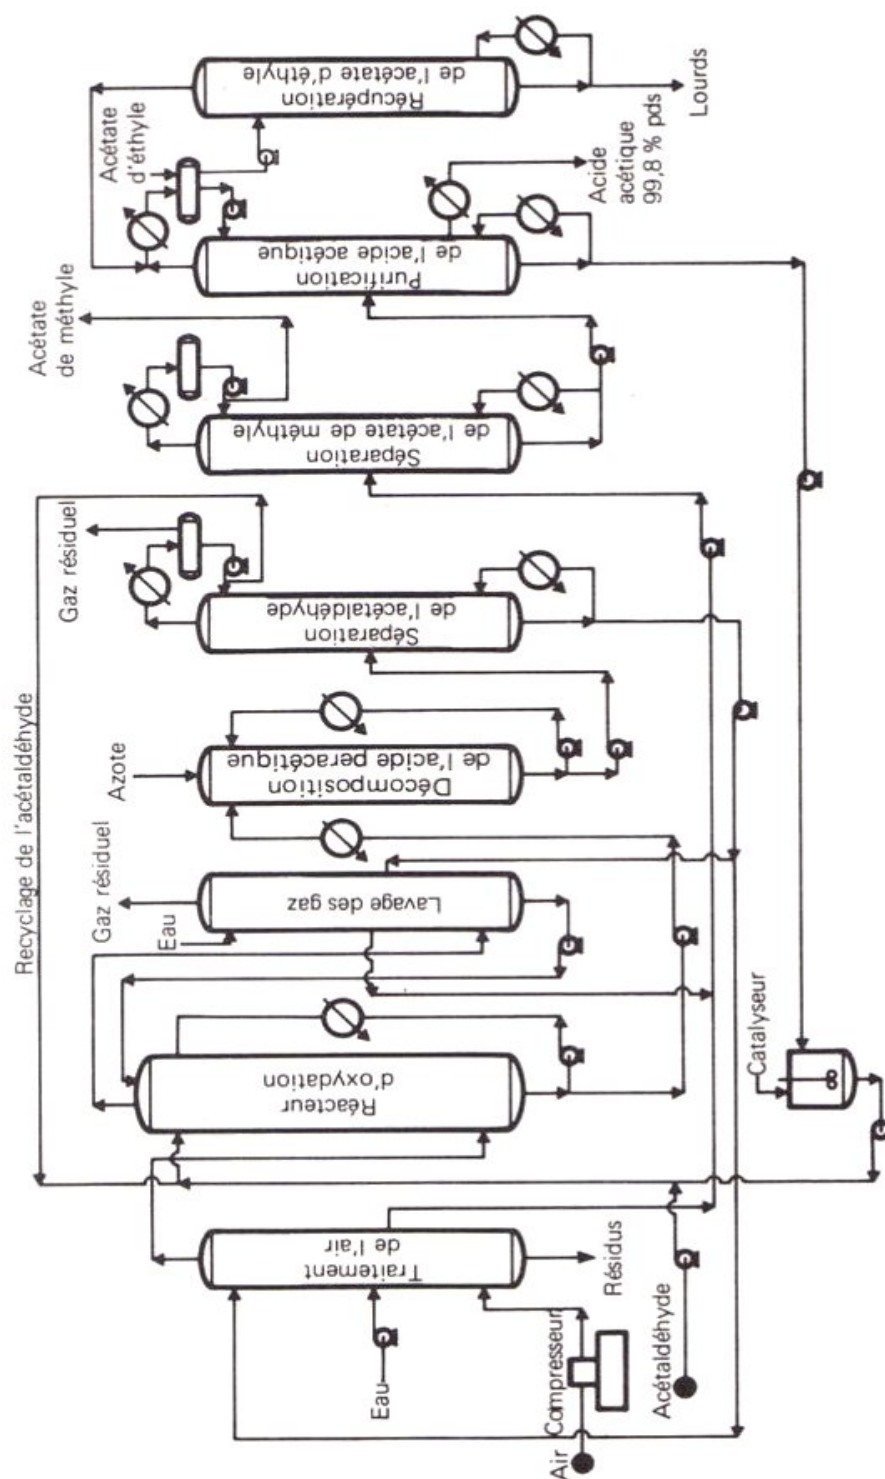 Recyclage de l'acétaldéhyde
Gaz résiduel
Eau
Azote
Gaz résiduel
Acétate
de méthyle
Acétate
d'éthyle
Traitement
de l'air
Réacteur
d'oxydation
Lavage des gaz
Décomposition
de l'acide peracétique
Séparation
de l'acétaldéhyde
Séparation
de l'acétate de méthyle
Purification
de l'acide acétique
Récupération
de l'acétate d'éthyle
Eau
Compresseur
Air
Résidus
Acétaldéhyde
Catalyseur
Acide
acétique
99,8 % pds
Lourds